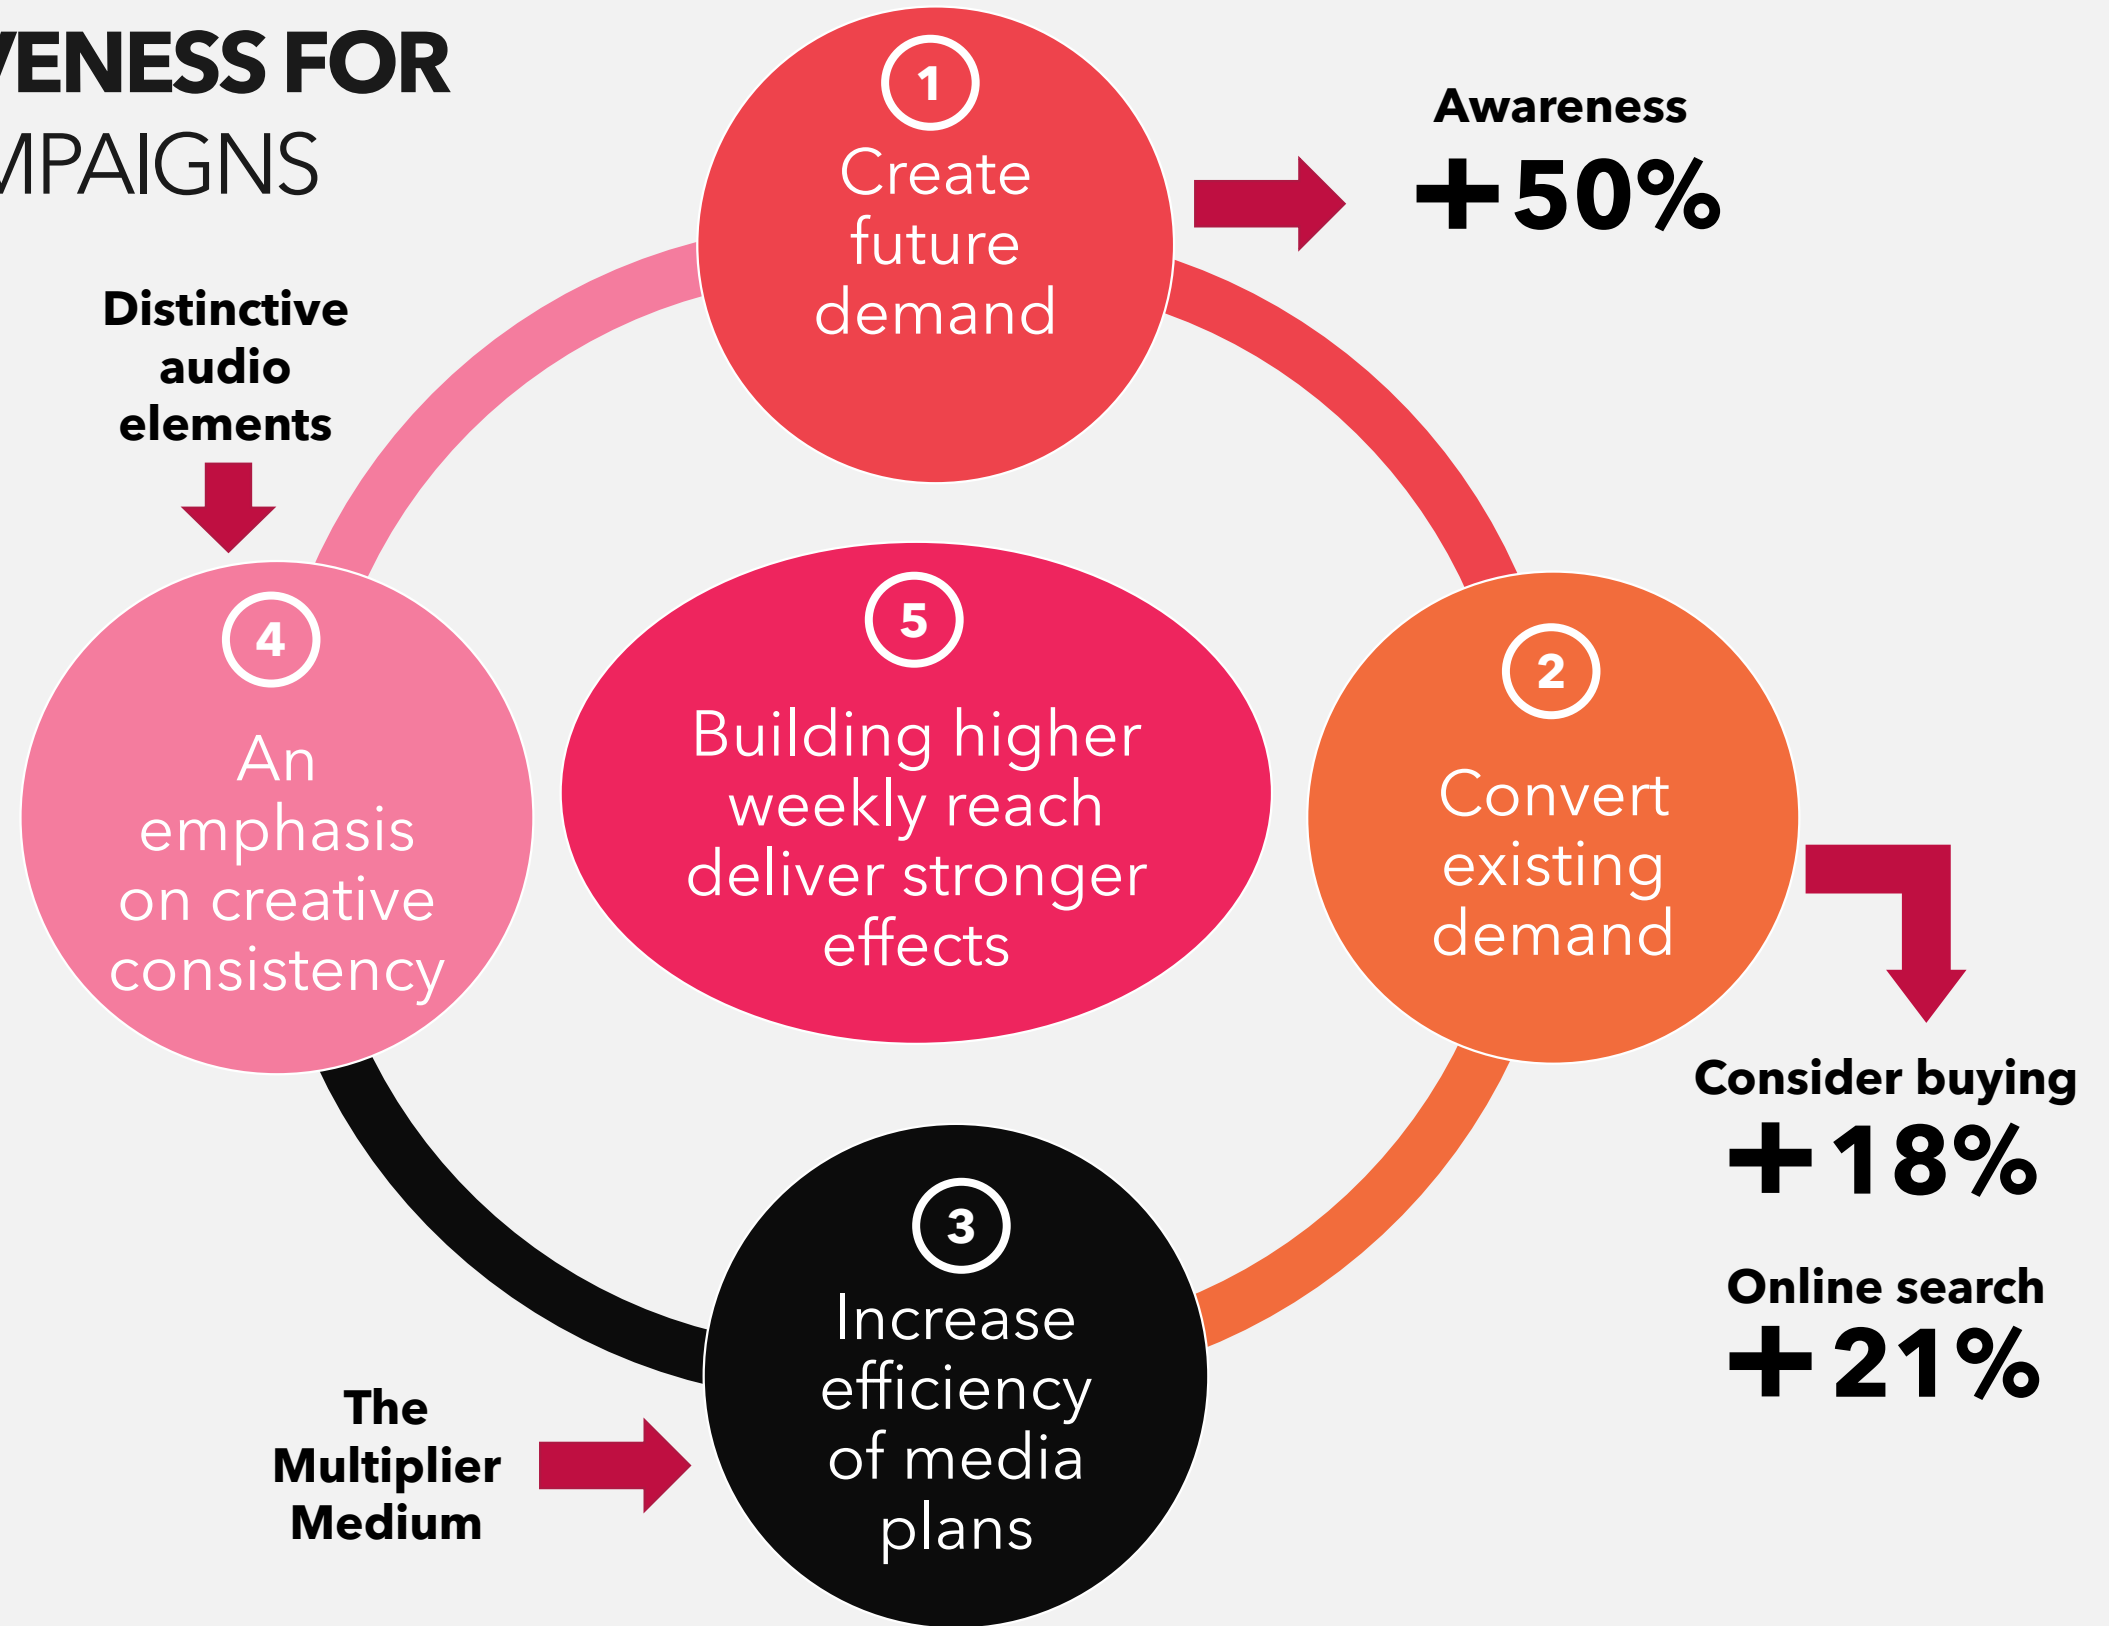 VENESS FOR
MPAIGNS
1
Create
future
demand
Awareness
+50%
Distinctive
audio
elements
4
An
emphasis
on creative
consistency
5
Building higher
weekly reach
deliver stronger
effects
2
Convert
existing
demand
Consider buying
+18%
Online search
+21%
3
Increase
efficiency
of media
plans
The
Multiplier
Medium